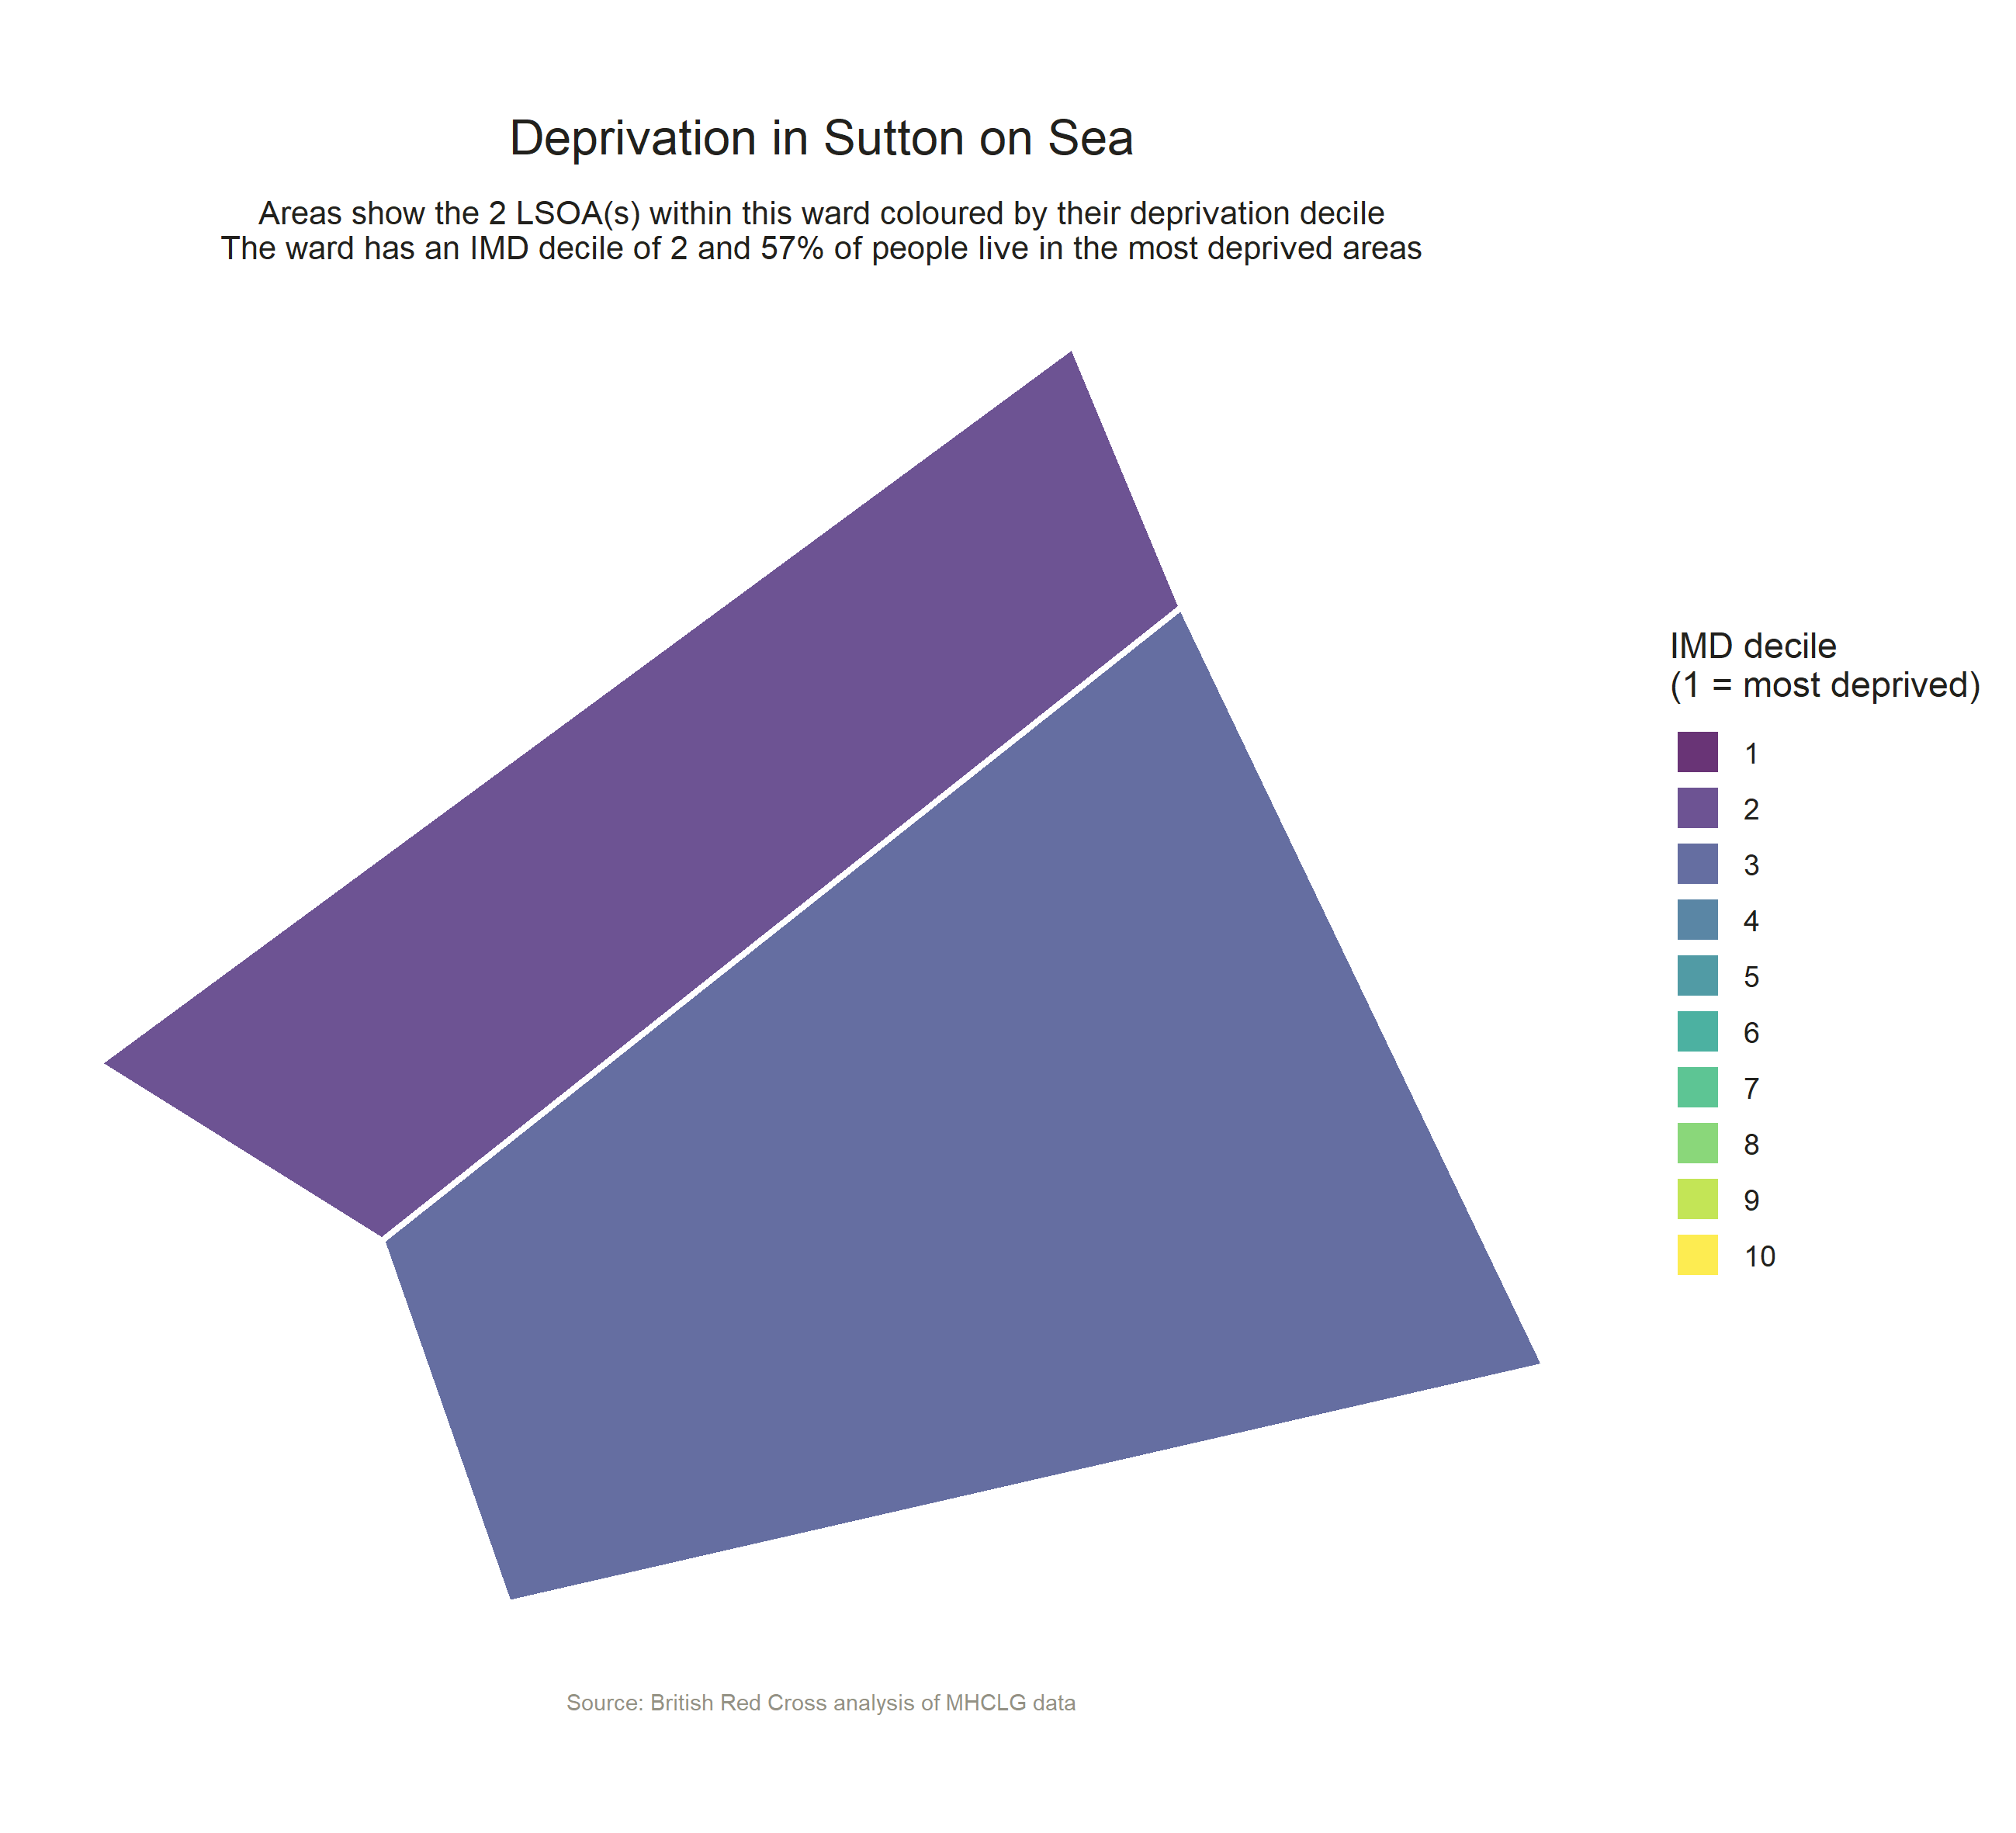 Deprivation in Sutton on Sea
Areas show the 2 LSOA(s) within this ward coloured by their deprivation decile
The ward has an IMD decile of 2 and 57% of people live in the most deprived areas
IMD decile
(1 = most deprived)
1
2
3
4
5
6
7
8
9
10
Source: British Red Cross analysis of MHCLG data